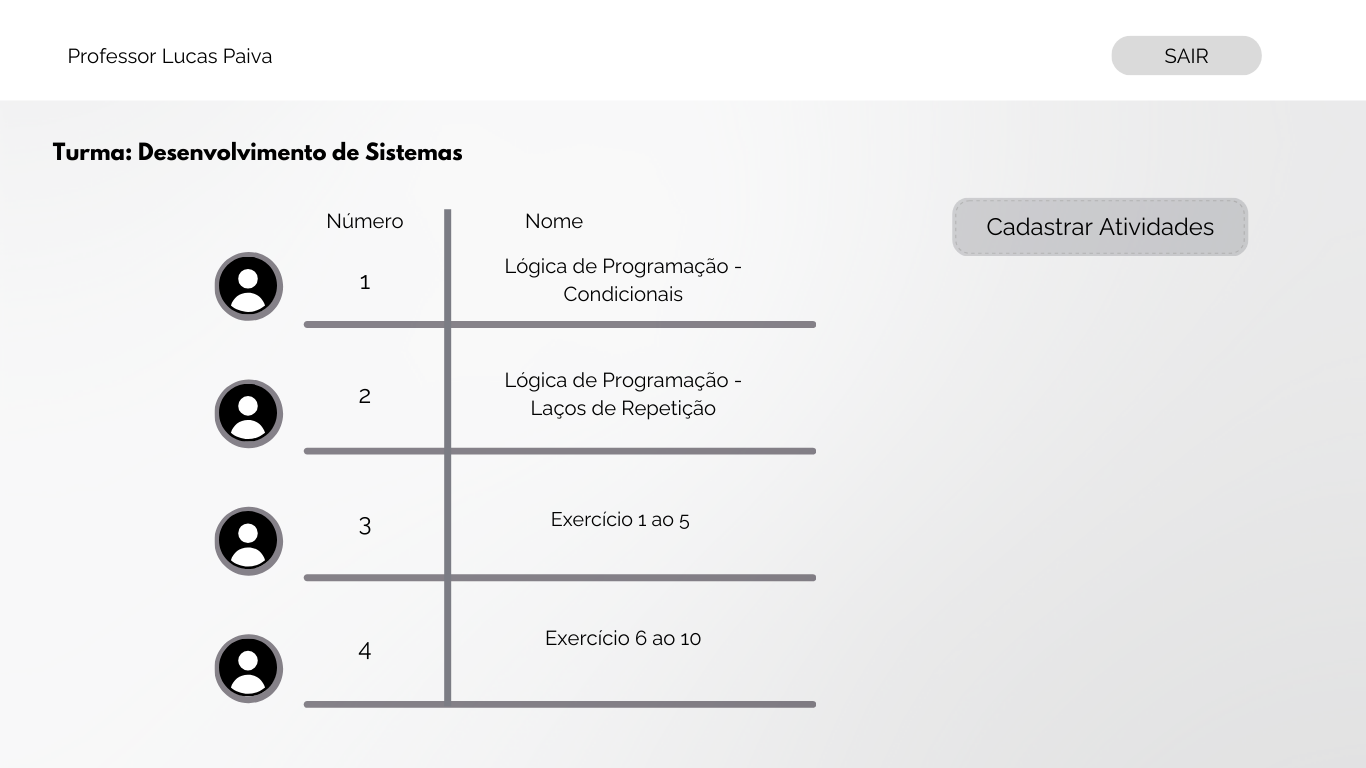 Professor Lucas Paiva
SAIR
Turma: Desenvolvimento de Sistemas
Número
Nome
Cadastrar Atividades
1
Lógica de Programação -
Condicionais
2
Lógica de Programação -
Laços de Repetição
3
Exercício 1 ao 5
4
Exercício 6 ao 10